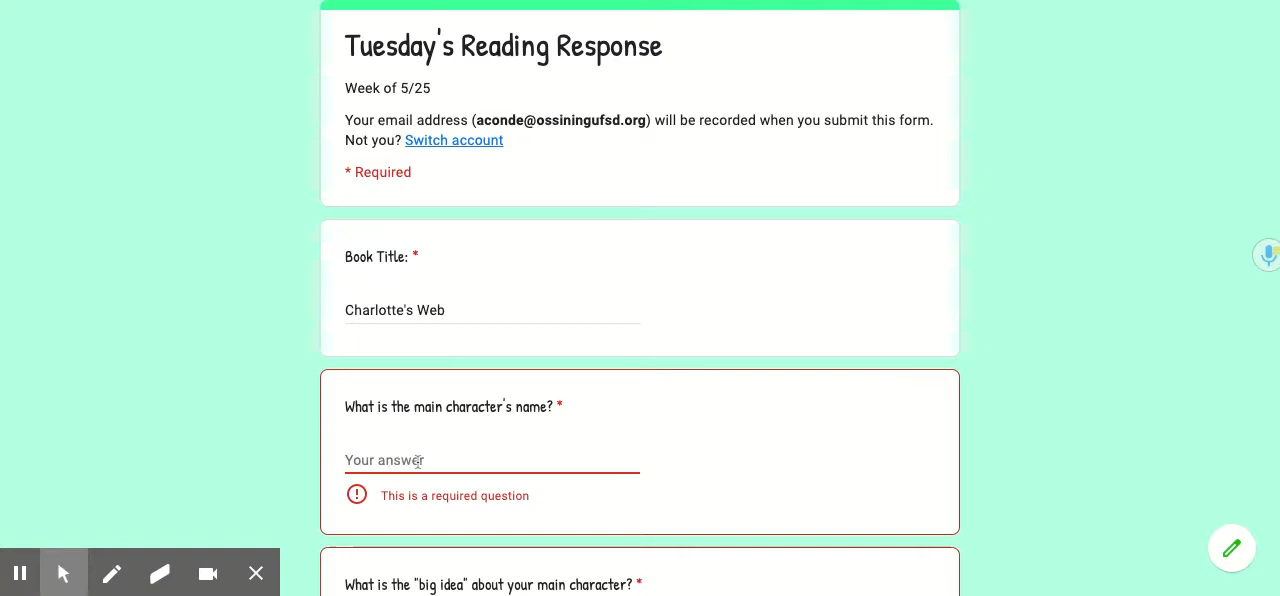 Tuesday's Reading Response
Week of 5/25
Your email address (aconde@ossiningufsd.org) will be recorded when you submit this form.
Not you? Switch account
* Required
Book Title: *
Charlotte's Web
What is the main character's name? *
Your answer
This is a required question
What is the "big idea" about your main character? *